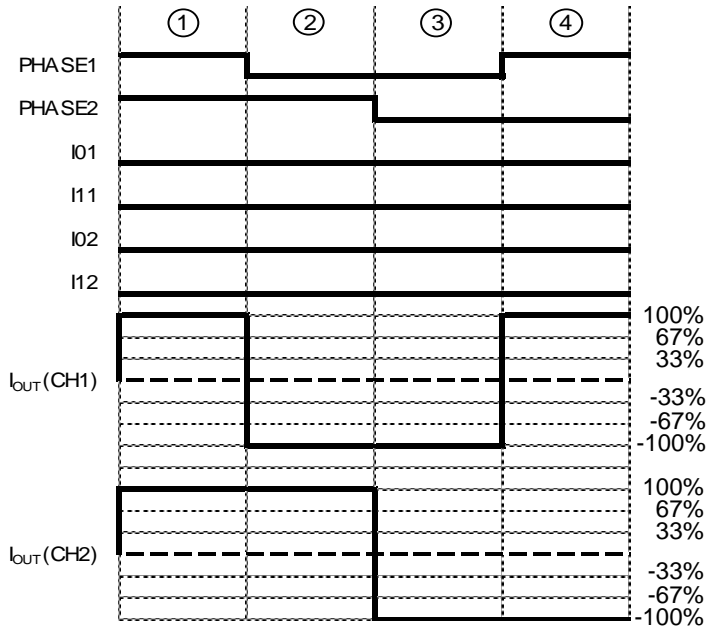 ① ② ③ ④
PHASE1
PHASE2
I01
I11
I02
I12
100%
67%
33%
IOUT(CH1)
-33%
-67%
-100%
100%
67%
33%
IOUT(CH2)
-33%
-67%
-100%